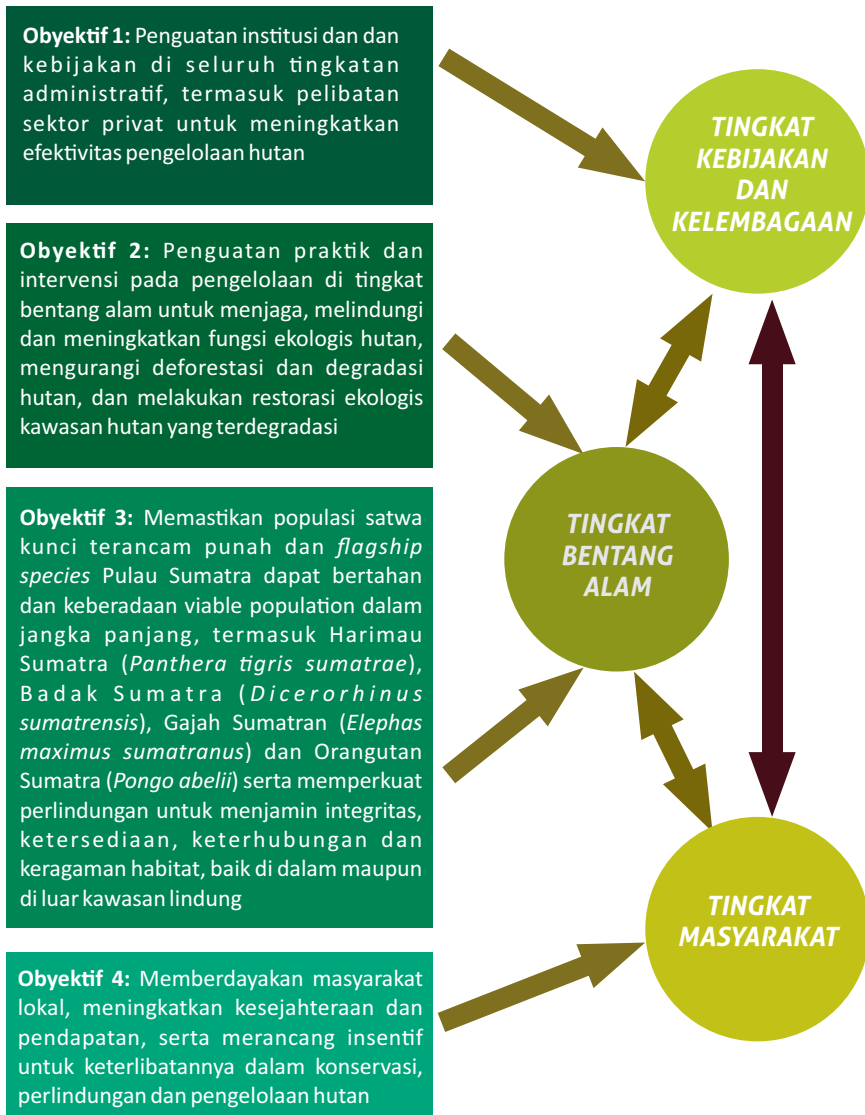 Obyektif 1: Penguatan institusi dan dan
kebijakan di seluruh tingkatan
administratif, termasuk pelibatan
sektor privat untuk meningkatkan
efektivitas pengelolaan hutan
TINGKAT
KEBIJAKAN
DAN
KELEMBAGAAN
Obyektif 2: Penguatan praktik dan
intervensi pada pengelolaan di tingkat
bentang alam untuk menjaga, melindungi
dan meningkatkan fungsi ekologis hutan,
mengurangi deforestasi dan degradasi
hutan, dan melakukan restorasi ekologis
kawasan hutan yang terdegradasi
Obyektif 3: Memastikan populasi satwa
kunci terancam punah dan flagship
species Pulau Sumatra dapat bertahan
dan keberadaan viable population dalam
jangka panjang, termasuk Harimau
Sumatra (Panthera tigris sumatrae),
Badak Sumatra (Dicerorhinus
sumatrensis), Gajah Sumatran (Elephas
maximus sumatranus) dan Orangutan
Sumatra (Pongo abelii) serta memperkuat
perlindungan untuk menjamin integritas,
ketersediaan, keterhubungan dan
keragaman habitat, baik di dalam maupun
di luar kawasan lindung
TINGKAT
BENTANG
ALAM
Obyektif 4: Memberdayakan masyarakat
lokal, meningkatkan kesejahteraan dan
pendapatan, serta merancang insentif
untuk keterlibatannya dalam konservasi,
perlindungan dan pengelolaan hutan
TINGKAT
MASYARAKAT